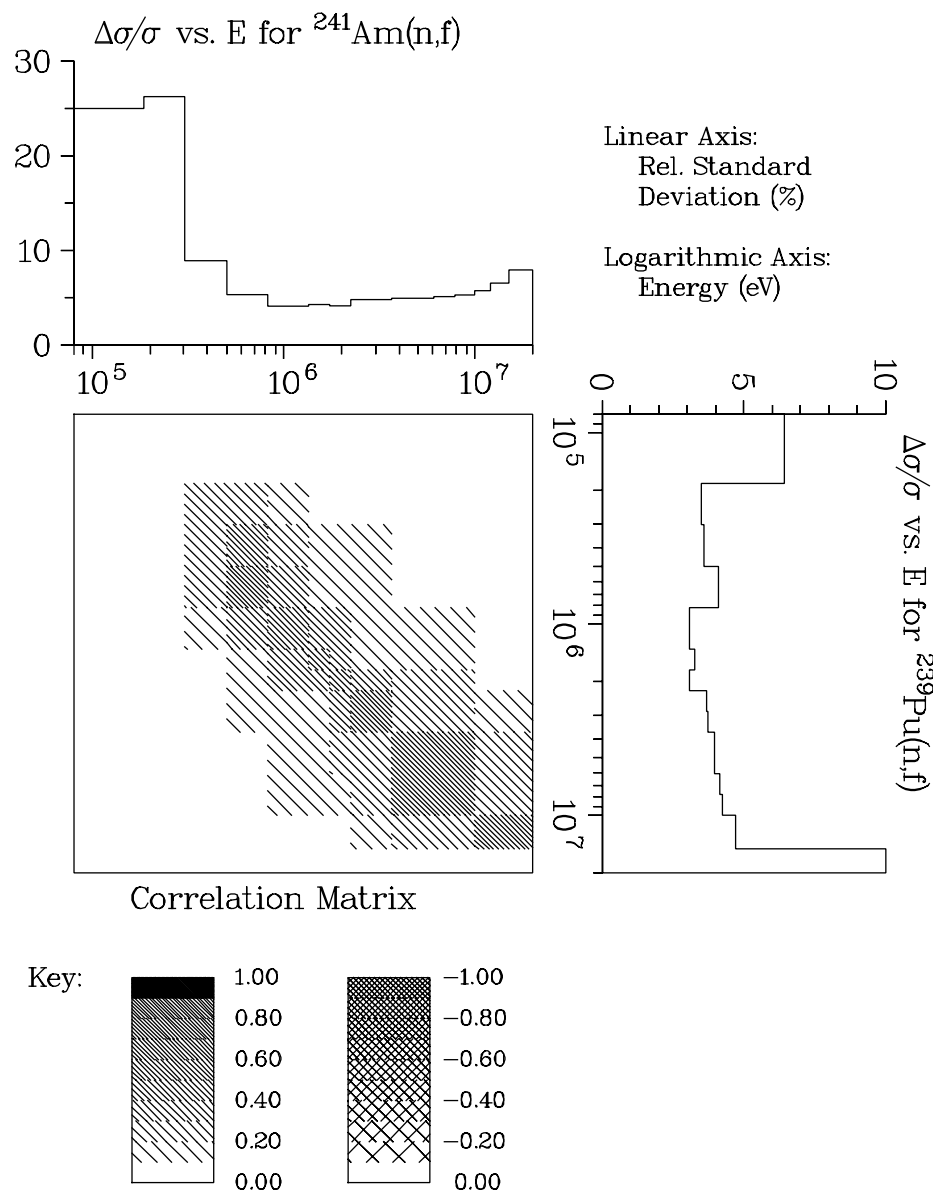 Δσ/σ vs. E for ²⁴¹Am(n,f)
30
20
10
0
10⁵
10⁶
10⁷
Linear Axis:
Rel. Standard
Deviation (%)
Logarithmic Axis:
Energy (eV)
0
5
10
10⁵
10⁶
10⁷
Δσ/σ vs. E for ²³⁹Pu(n,f)
Correlation Matrix
Key:
1.00
0.80
0.60
0.40
0.20
0.00
−1.00
−0.80
−0.60
−0.40
−0.20
0.00